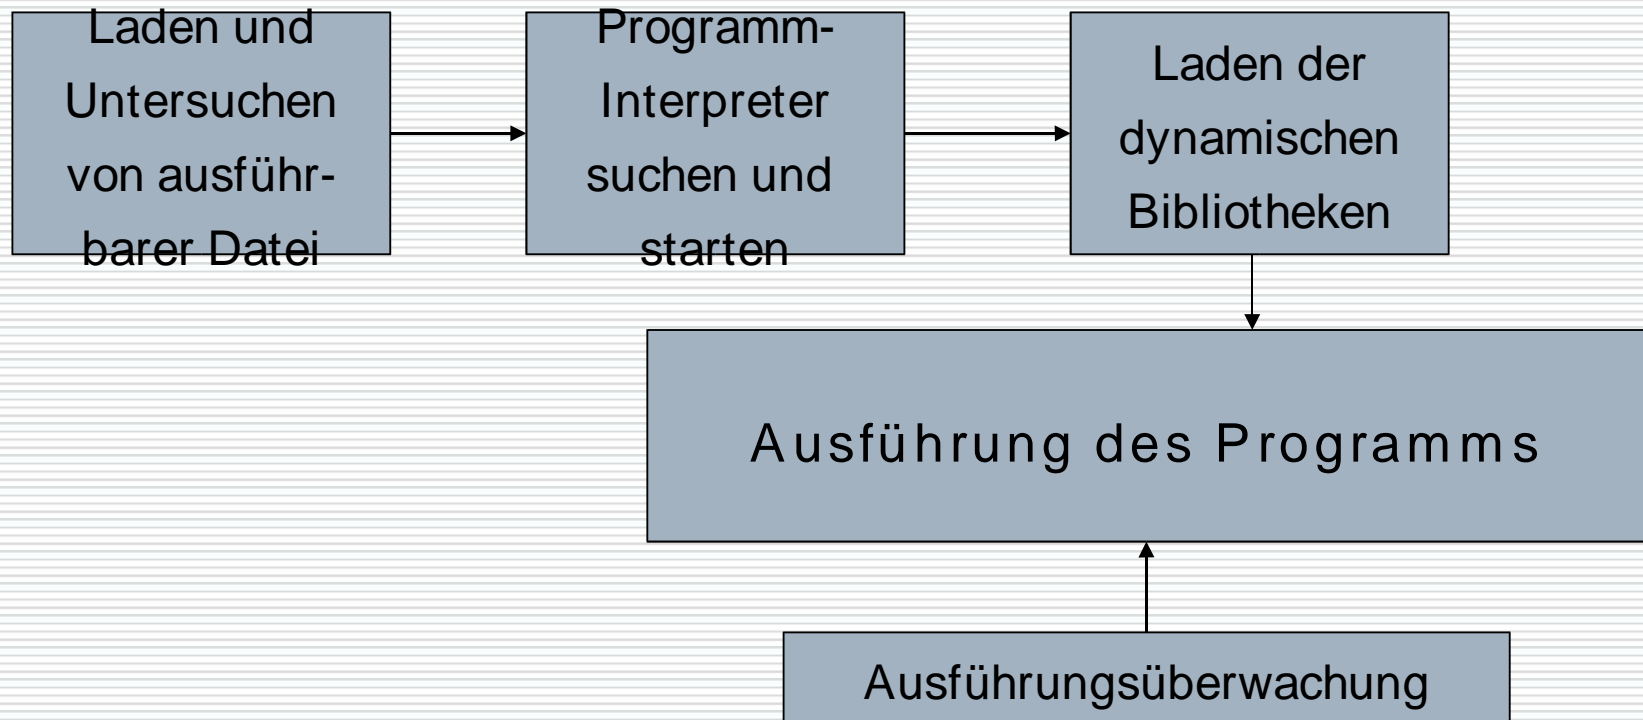 Laden und
Untersuchen
von ausführ-
barer Datei
Programm-
Interpreter
suchen und
starten
Laden der
dynamischen
Bibliotheken
Ausführung des Programms
Ausführungsüberwachung